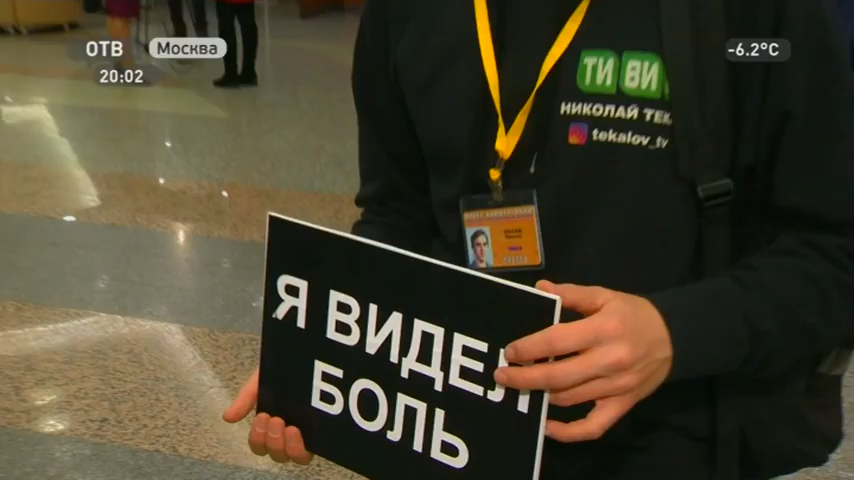 ОТВ
Москва
20:02
-6.2°C
ТИ ВИ
НИКОЛАЙ ТЕК
tekalov_tv
Я ВИДЕЛ
БОЛЬ